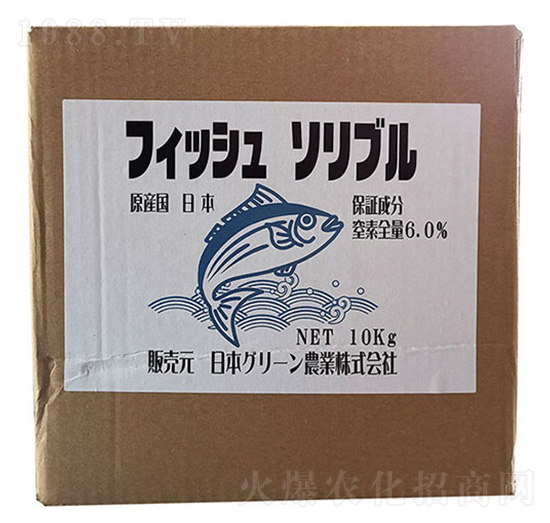 1988.TV
フィッシュ ソリブル
原産国 日本
保証成分
窒素全量6.0%
NET 10Kg
販売元 日本グリーン農業株式会社
火爆农化招商网